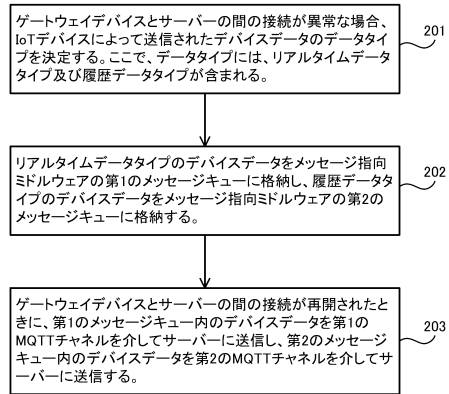 ゲートウェイデバイスとサーバーの間の接続が異常な場合、
IoTデバイスによって送信されたデバイスデータのデータタイ
プを決定する。ここで、データタイプには、リアルタイムデータ
タイプ及び履歴データタイプが含まれる。
201
リアルタイムデータタイプのデバイスデータをメッセージ指向
ミドルウェアの第1のメッセージキューに格納し、履歴データタ
イプのデバイスデータをメッセージ指向ミドルウェアの第2の
メッセージキューに格納する。
202
ゲートウェイデバイスとサーバーの間の接続が再開されたと
きに、第1のメッセージキュー内のデバイスデータを第1の
MQTTチャネルを介してサーバーに送信し、第2のメッセージ
キュー内のデバイスデータを第2のMQTTチャネルを介してサ
ーバーに送信する。
203